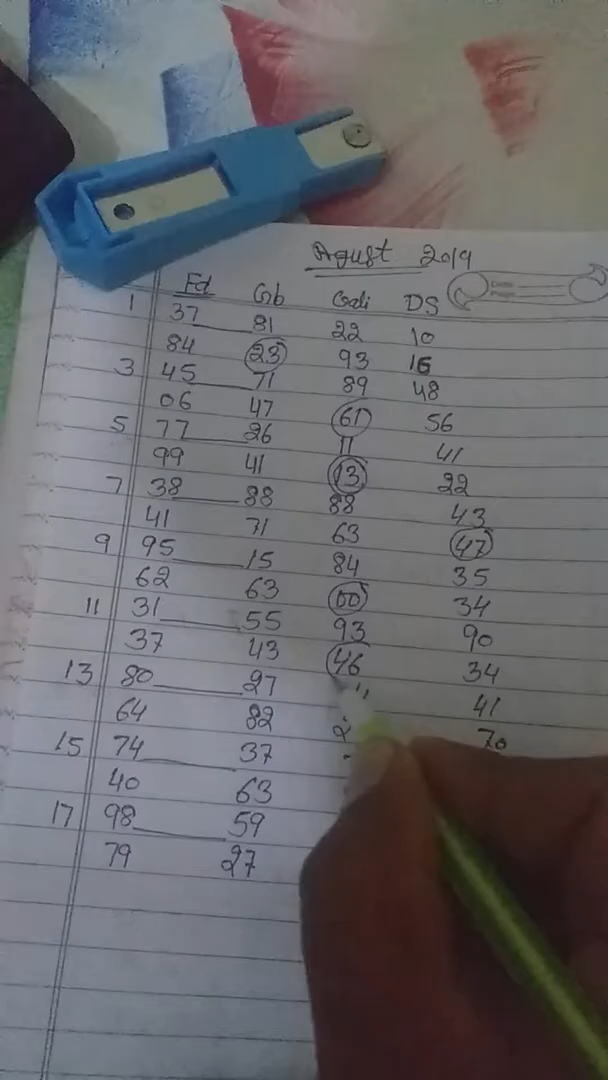 Agust 2019
Fd Gb Gadi DS
1 37 81 22 10
84 23 93 16
3 45 71 89 48
06 47 61 56
5 77 26 11 41
99 41 13 22
7 38 88 88 43
41 71 63 47
9 95 15 84 35
62 63 00 34
11 31 55 93 90
37 43 46 34
13 80 27 41
64 82 70
15 74 37
40 63
17 98 59
79 27